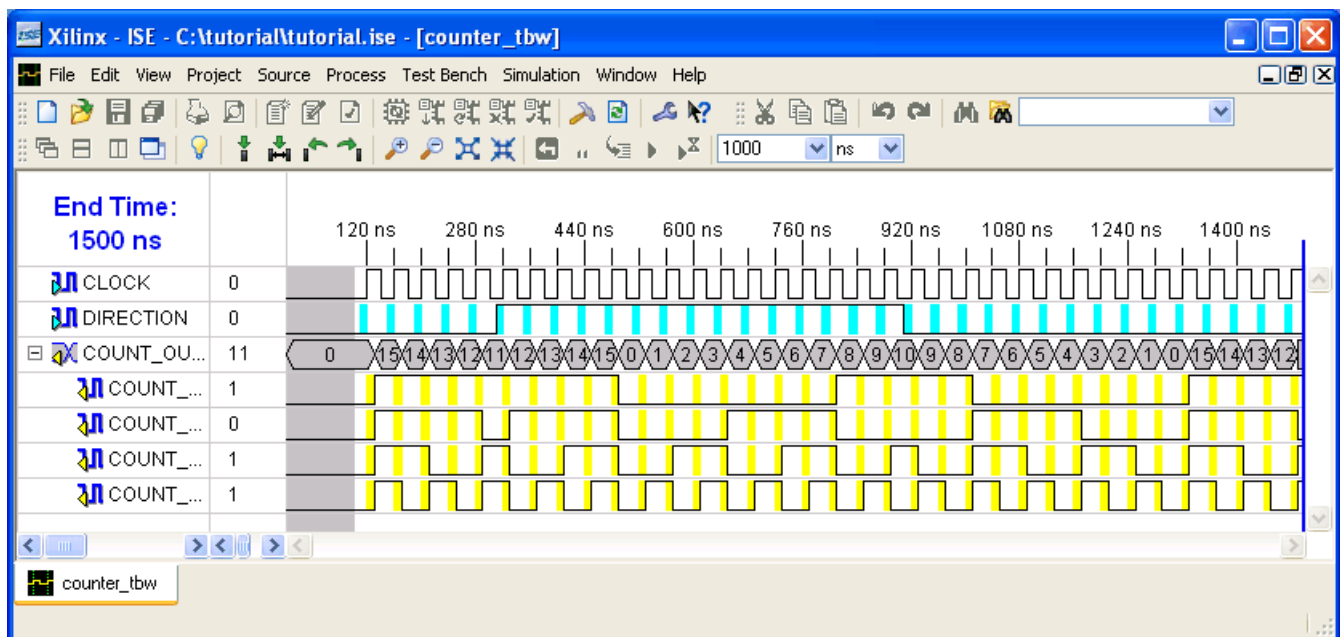 Xilinx - ISE - C:\tutorial\tutorial.ise - [counter_tbw]
File Edit View Project Source Process Test Bench Simulation Window Help
1000 ns
End Time:
1500 ns
120 ns 280 ns 440 ns 600 ns 760 ns 920 ns 1080 ns 1240 ns 1400 ns
CLOCK 0
DIRECTION 0
COUNT_OU... 11 0 15 14 13 12 11 12 13 14 15 0 1 2 3 4 5 6 7 8 9 10 9 8 7 6 5 4 3 2 1 0 15 14 13 12
COUNT_... 1
COUNT_... 0
COUNT_... 1
COUNT_... 1
counter_tbw